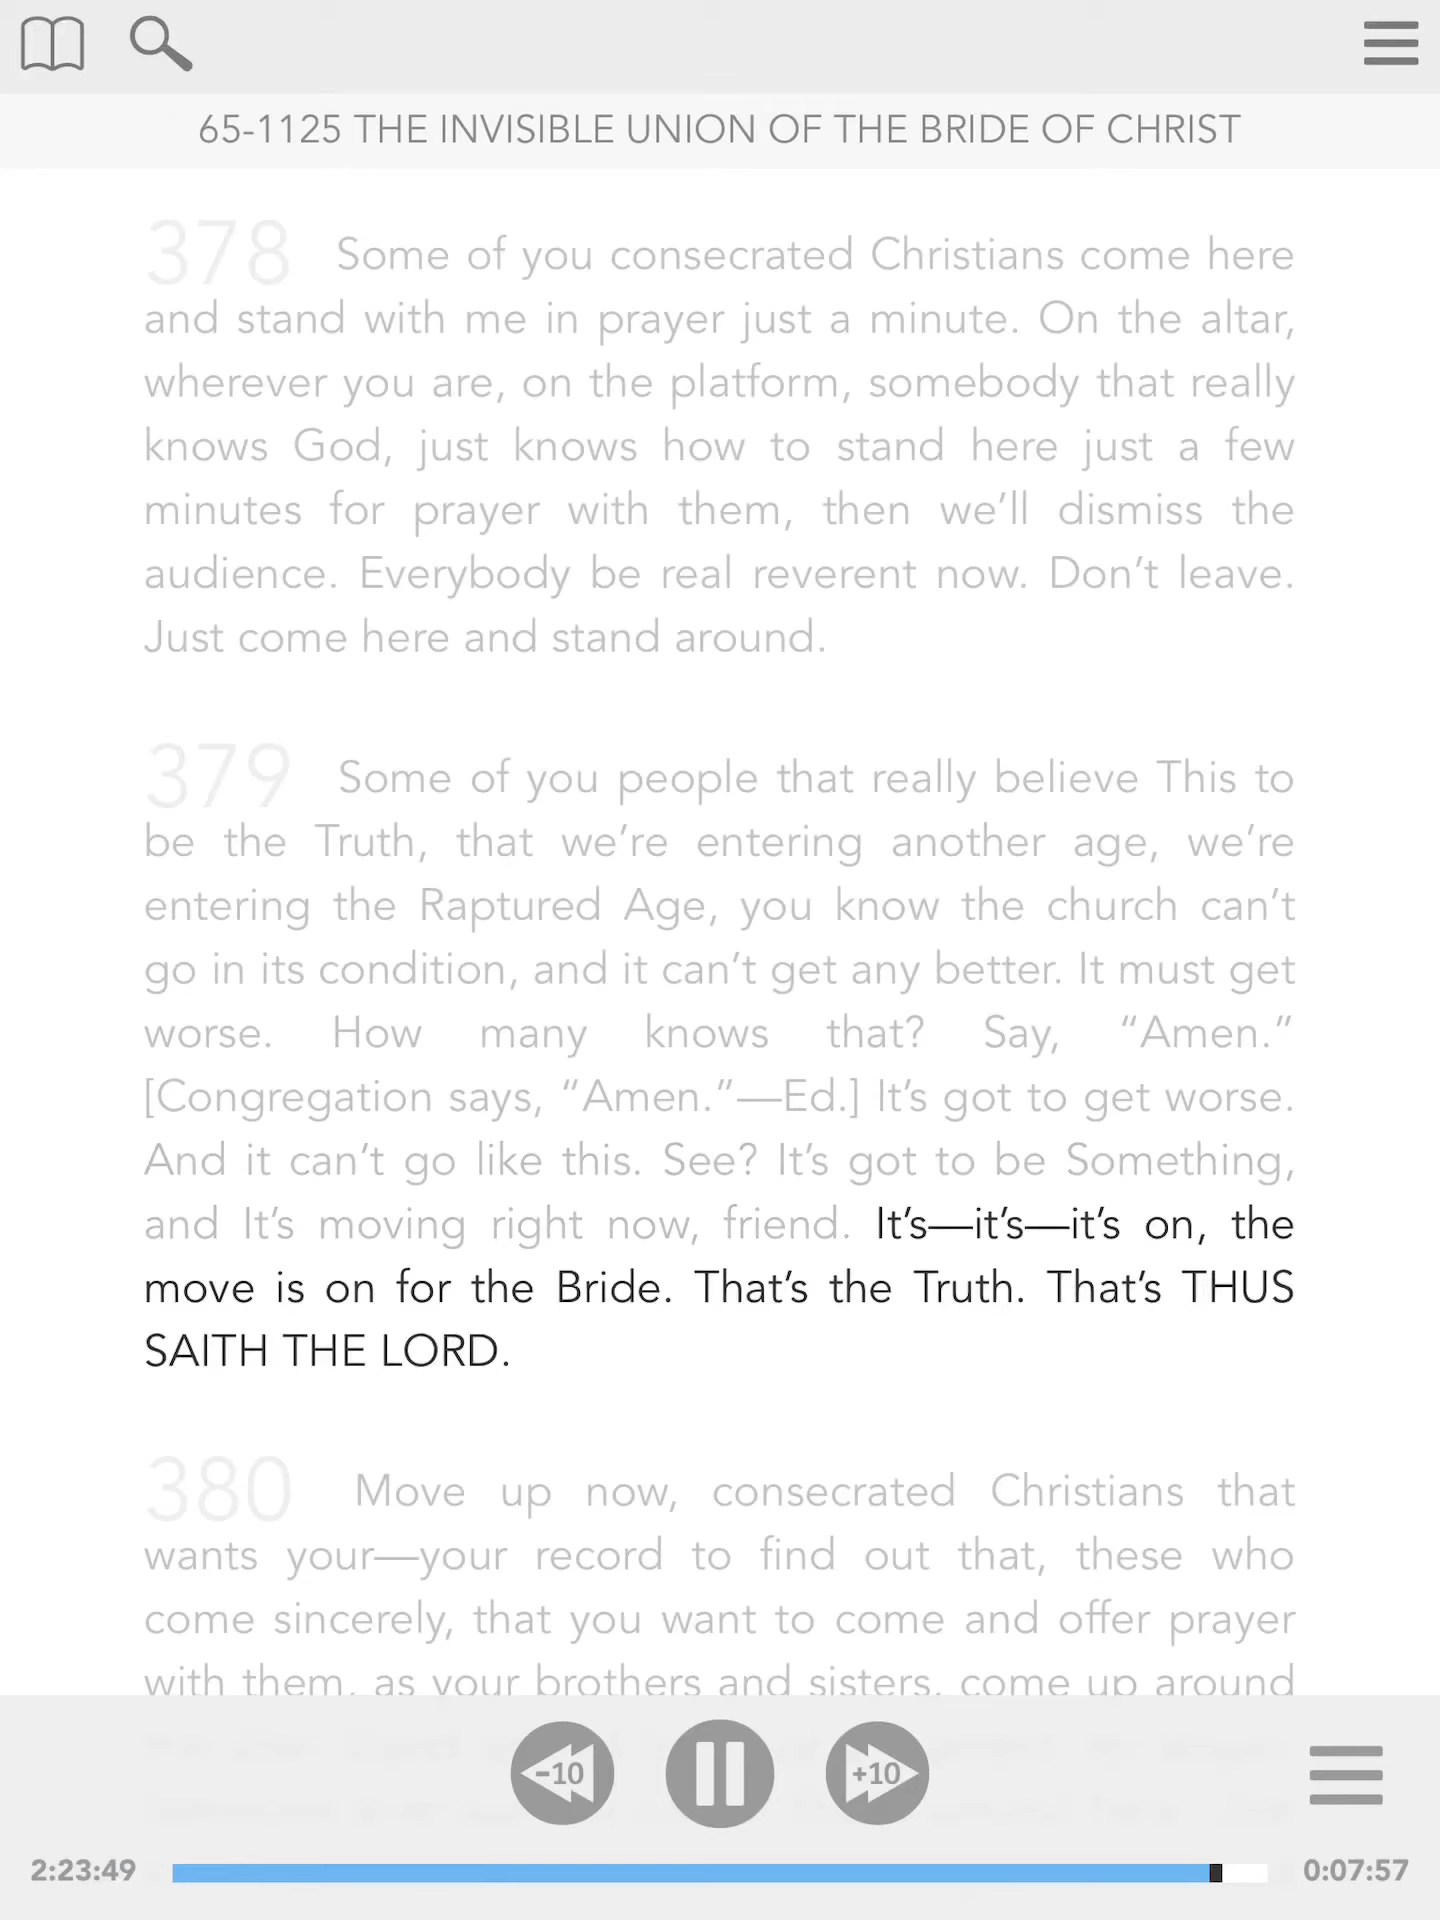 65-1125 THE INVISIBLE UNION OF THE BRIDE OF CHRIST
378 Some of you consecrated Christians come here
and stand with me in prayer just a minute. On the altar,
wherever you are, on the platform, somebody that really
knows God, just knows how to stand here just a few
minutes for prayer with them, then we’ll dismiss the
audience. Everybody be real reverent now. Don’t leave.
Just come here and stand around.
379 Some of you people that really believe This to
be the Truth, that we’re entering another age, we’re
entering the Raptured Age, you know the church can’t
go in its condition, and it can’t get any better. It must get
worse. How many knows that? Say, “Amen.”
[Congregation says, “Amen.”—Ed.] It’s got to get worse.
And it can’t go like this. See? It’s got to be Something,
and It’s moving right now, friend. It’s—it’s—it’s on, the
move is on for the Bride. That’s the Truth. That’s THUS
SAITH THE LORD.
380 Move up now, consecrated Christians that
wants your—your record to find out that, these who
come sincerely, that you want to come and offer prayer
with them, as your brothers and sisters, come up around
-10 +10
2:23:49 0:07:57